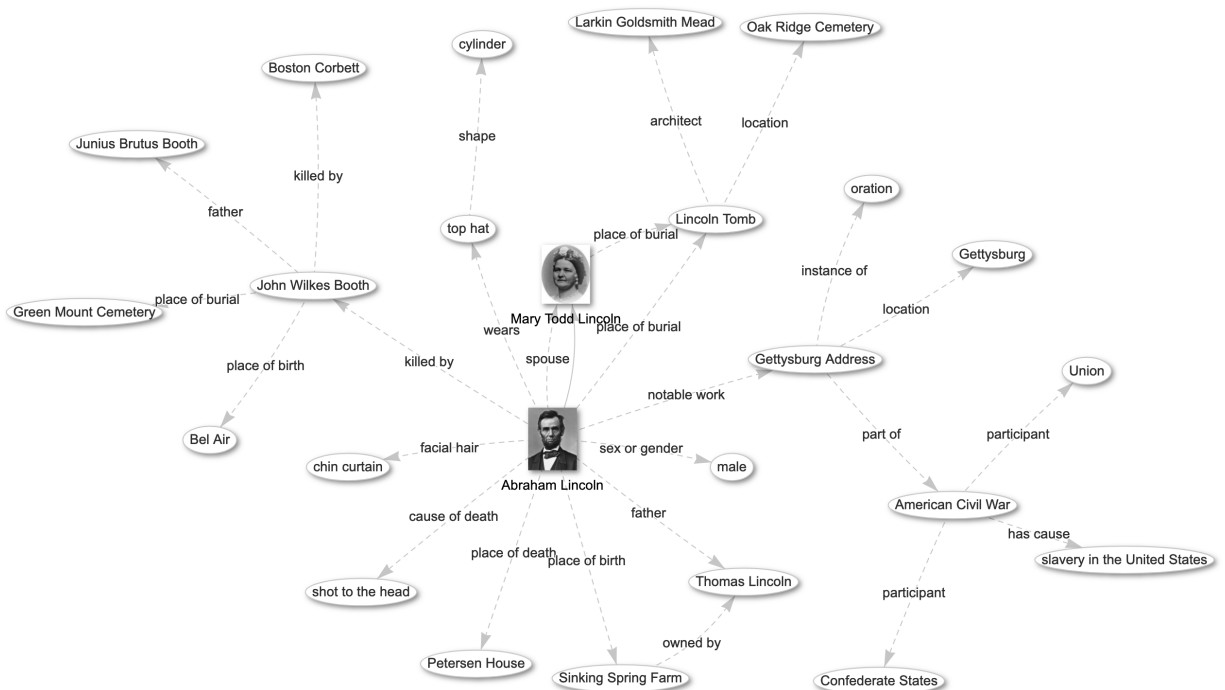 Larkin Goldsmith Mead
Oak Ridge Cemetery
cylinder
Boston Corbett
architect
location
shape
Junius Brutus Booth
killed by
oration
father
Lincoln Tomb
top hat
place of burial
Gettysburg
instance of
John Wilkes Booth
place of burial
Green Mount Cemetery
location
Mary Todd Lincoln
wears
place of burial
spouse
Gettysburg Address
killed by
place of birth
Union
notable work
Bel Air
part of
participant
facial hair
sex or gender
chin curtain
male
Abraham Lincoln
American Civil War
cause of death
father
has cause
place of death
place of birth
slavery in the United States
shot to the head
Thomas Lincoln
participant
owned by
Petersen House
Sinking Spring Farm
Confederate States